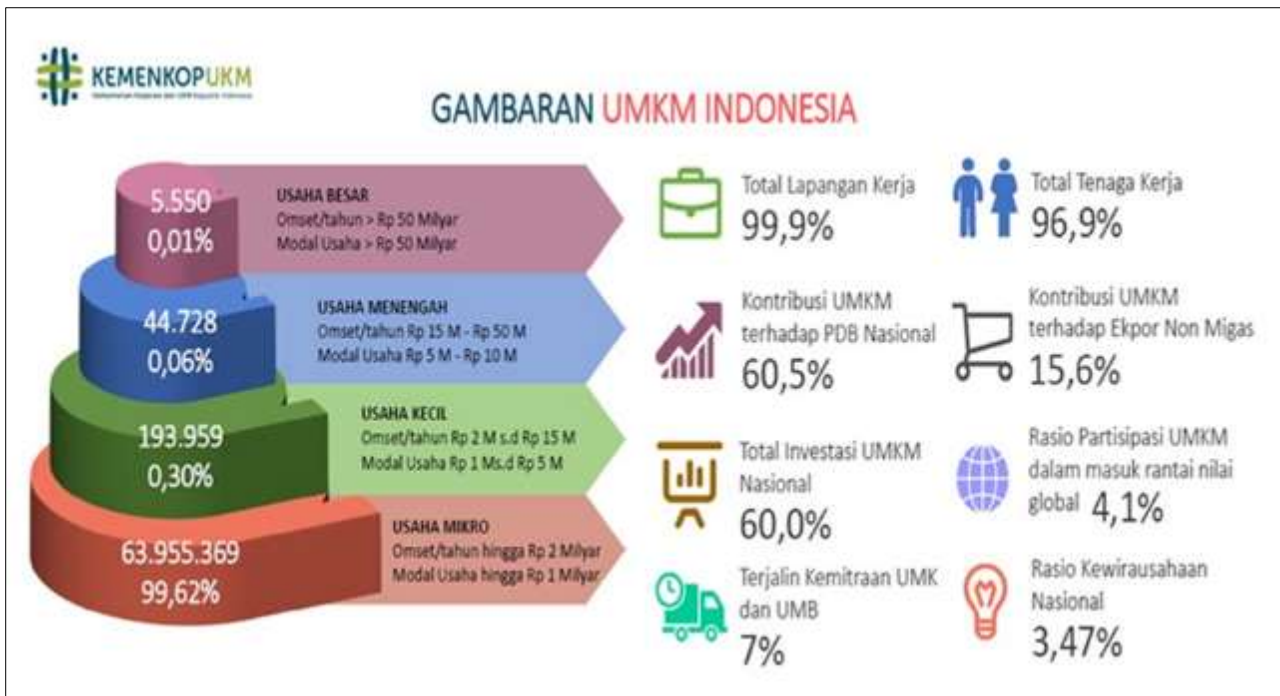 KEMENKOPUKM
GAMBARAN UMKM INDONESIA
5.550
0,01%
USAHA BESAR
Omset/tahun > Rp 50 Milyar
Modal Usaha > Rp 50 Milyar
44.728
0,06%
USAHA MENENGAH
Omset/tahun Rp 15 M - Rp 50 M
Modal Usaha Rp 5 M - Rp 10 M
193.959
0,30%
USAHA KECIL
Omset/tahun Rp 2 M s.d Rp 15 M
Modal Usaha Rp 1 Ms.d Rp 5 M
63.955.369
99,62%
USAHA MIKRO
Omset/tahun hingga Rp 2 Milyar
Modal Usaha hingga Rp 1 Milyar
Total Lapangan Kerja
99,9%
Total Tenaga Kerja
96,9%
Kontribusi UMKM
terhadap PDB Nasional
60,5%
Kontribusi UMKM
terhadap Ekpor Non Migas
15,6%
Total Investasi UMKM
Nasional
60,0%
Rasio Partisipasi UMKM
dalam masuk rantai nilai
global 4,1%
Terjalin Kemitraan UMK
dan UMB
7%
Rasio Kewirausahaan
Nasional
3,47%